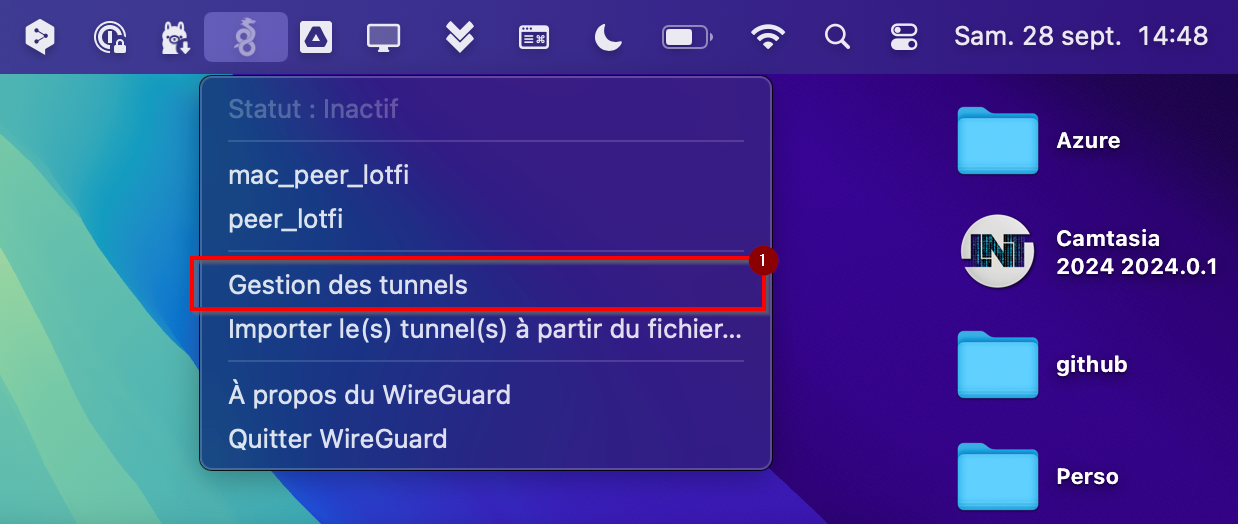 Sam. 28 sept. 14:48
Statut : Inactif
mac_peer_lotfi
peer_lotfi
1
Gestion des tunnels
Importer le(s) tunnel(s) à partir du fichier...
À propos du WireGuard
Quitter WireGuard
Azure
INT
Camtasia
2024 2024.0.1
github
Perso